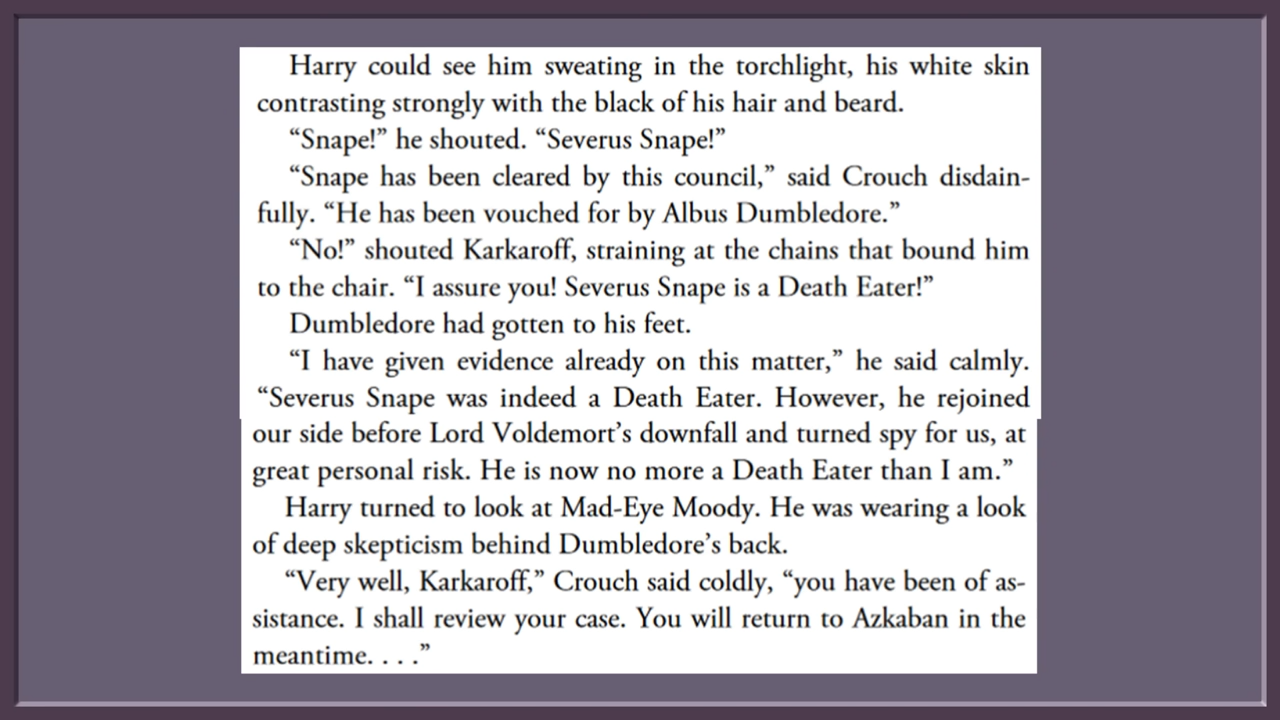 Harry could see him sweating in the torchlight, his white skin
contrasting strongly with the black of his hair and beard.
“Snape!” he shouted. “Severus Snape!”
“Snape has been cleared by this council,” said Crouch disdain-
fully. “He has been vouched for by Albus Dumbledore.”
“No!” shouted Karkaroff, straining at the chains that bound him
to the chair. “I assure you! Severus Snape is a Death Eater!”
Dumbledore had gotten to his feet.
“I have given evidence already on this matter,” he said calmly.
“Severus Snape was indeed a Death Eater. However, he rejoined
our side before Lord Voldemort’s downfall and turned spy for us, at
great personal risk. He is now no more a Death Eater than I am.”
Harry turned to look at Mad-Eye Moody. He was wearing a look
of deep skepticism behind Dumbledore’s back.
“Very well, Karkaroff,” Crouch said coldly, “you have been of as-
sistance. I shall review your case. You will return to Azkaban in the
meantime. . . .”